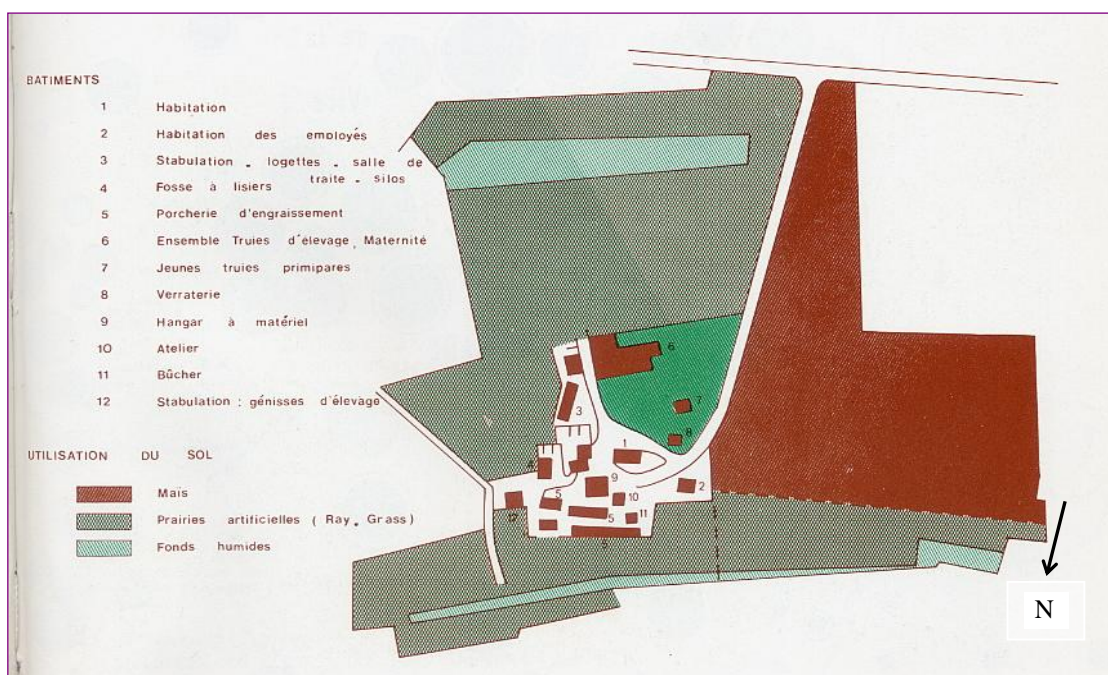 BATIMENTS
1 Habitation
2 Habitation des employés
3 Stabulation - logettes - salle de
traite - silos
4 Fosse à lisiers
5 Porcherie d'engraissement
6 Ensemble Truies d'élevage, Maternité
7 Jeunes truies primipares
8 Verraterie
9 Hangar à matériel
10 Atelier
11 Bûcher
12 Stabulation : génisses d'élevage
UTILISATION DU SOL
Maïs
Prairies artificielles ( Ray - Grass )
Fonds humides
6
7
3
8
1
4
2
9
5
10
12
5
11
5
N